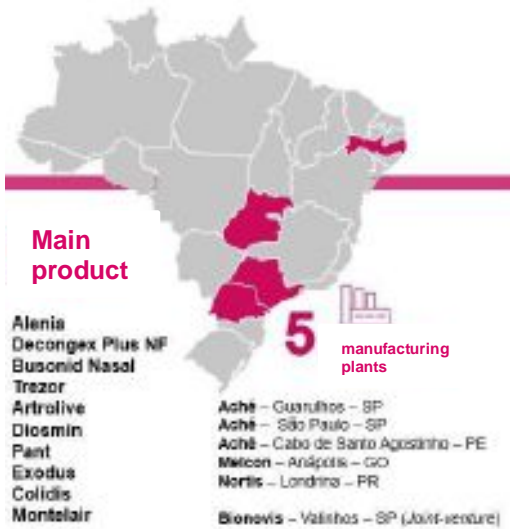 Main
product
Alenia
Decongex Plus NF
Busonid Nasal
Trezor
Artrolive
Diosmin
Pant
Exodus
Colidis
Montelair
5
manufacturing
plants
Aché – Guarulhos – SP
Aché – São Paulo – SP
Aché – Cabo de Santo Agostinho – PE
Melcon – Anápolis – GO
Nortis – Londrina – PR
Bionovis – Valinhos – SP (Joint-venture)